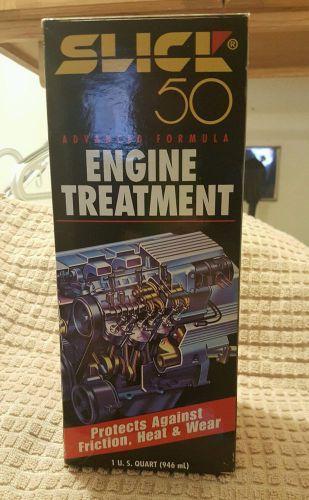 SLICK®
50
ADVANCED FORMULA
ENGINE
TREATMENT
Protects Against
Friction, Heat & Wear
1 U. S. QUART (946 mL)